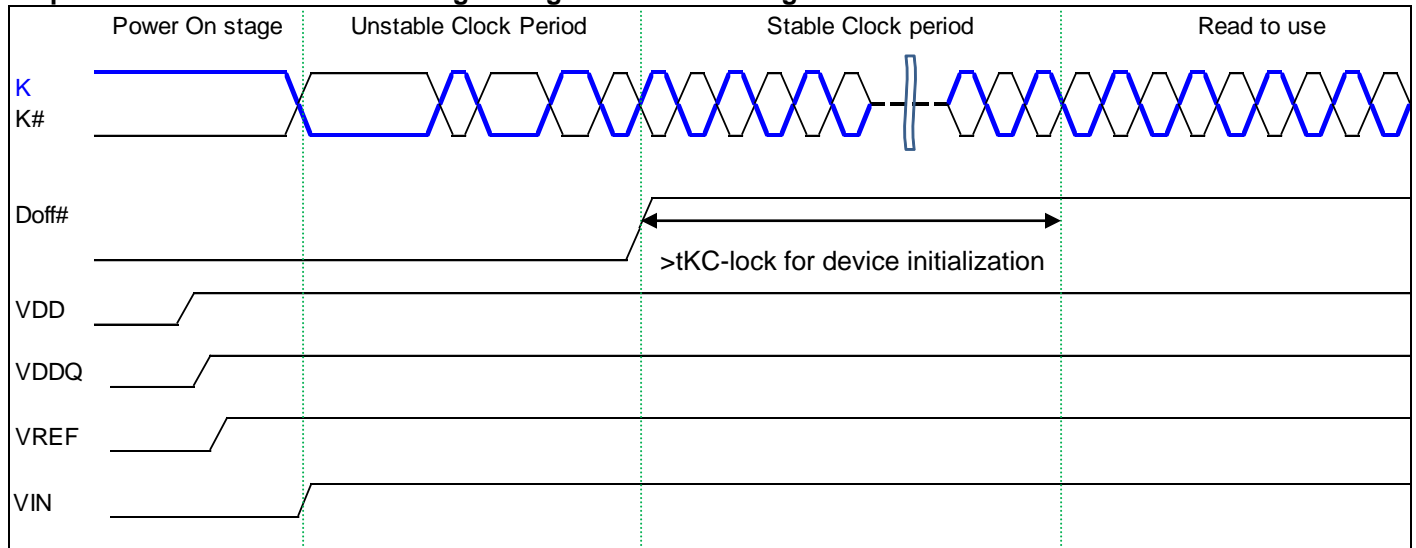 Power On stage Unstable Clock Period Stable Clock period Read to use
K
K#
Doff#
>tKC-lock for device initialization
VDD
VDDQ
VREF
VIN